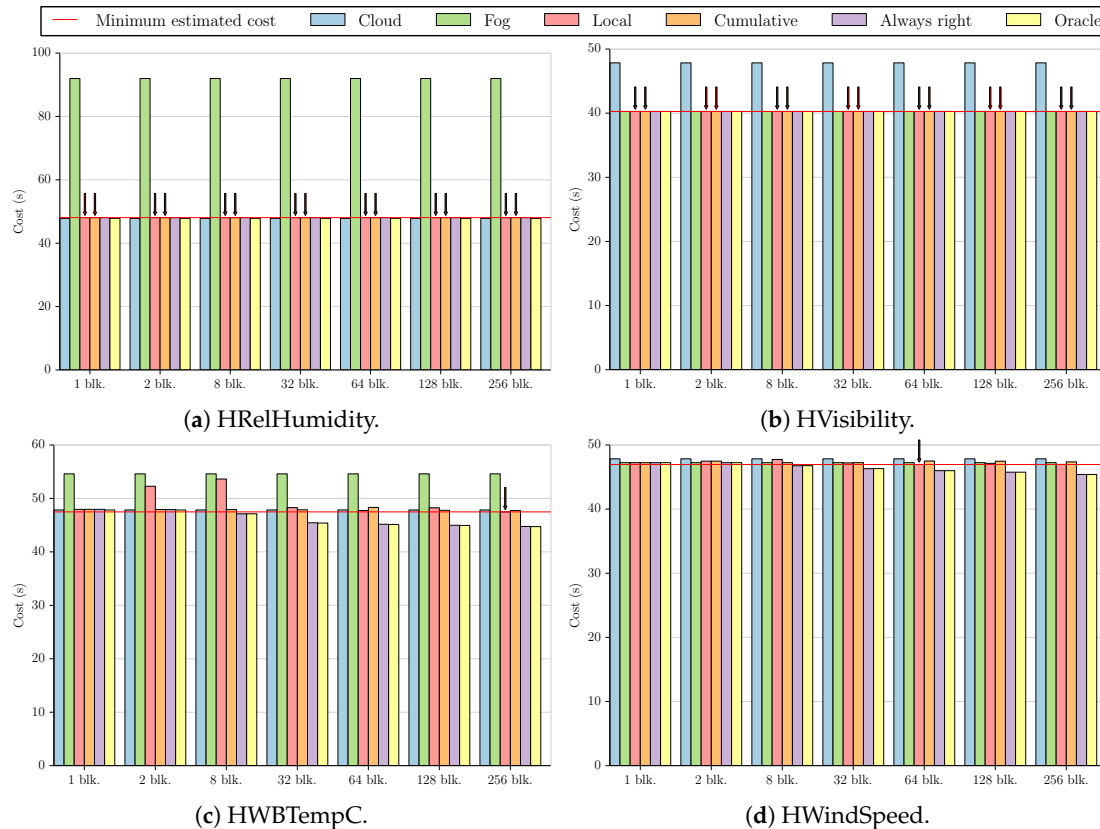 Minimum estimated cost Cloud Fog Local Cumulative Always right Oracle
100
80
60
40
20
0
Cost (s)
1 blk. 2 blk. 8 blk. 32 blk. 64 blk. 128 blk. 256 blk.
(a) HRelHumidity.
50
40
30
20
10
0
Cost (s)
1 blk. 2 blk. 8 blk. 32 blk. 64 blk. 128 blk. 256 blk.
(b) HVisibility.
60
50
40
30
20
10
0
Cost (s)
1 blk. 2 blk. 8 blk. 32 blk. 64 blk. 128 blk. 256 blk.
(c) HWBTempC.
50
40
30
20
10
0
Cost (s)
1 blk. 2 blk. 8 blk. 32 blk. 64 blk. 128 blk. 256 blk.
(d) HWindSpeed.